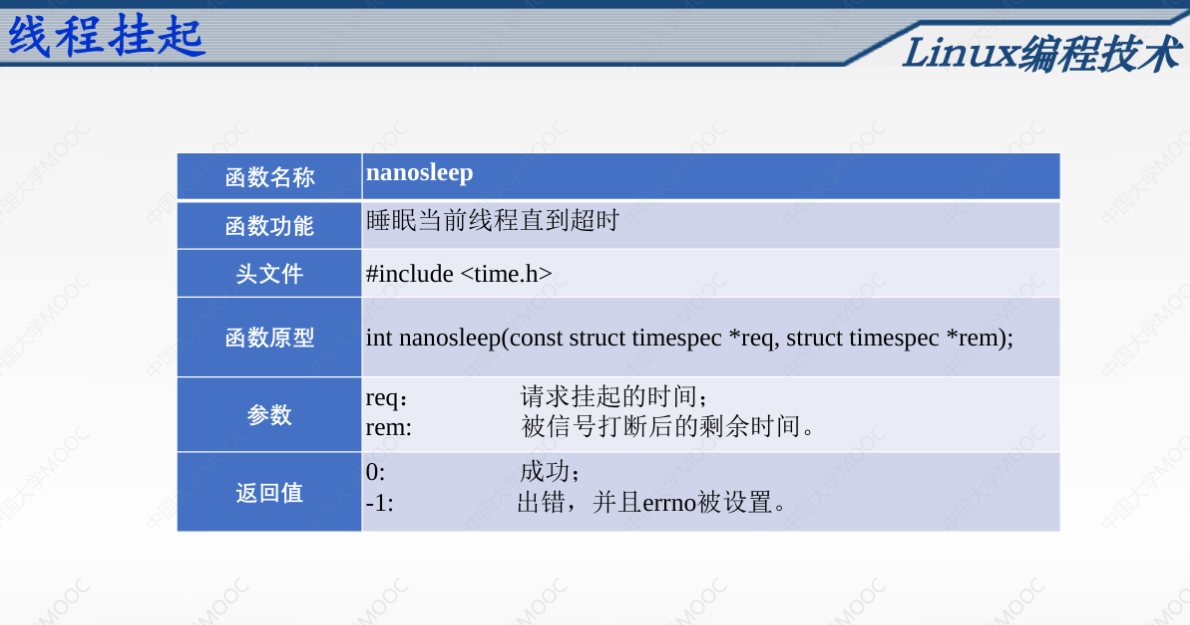 线程挂起
Linux编程技术
函数名称 nanosleep
函数功能 睡眠当前线程直到超时
头文件 #include <time.h>
函数原型 int nanosleep(const struct timespec *req, struct timespec *rem);
参数 req： 请求挂起的时间；
rem: 被信号打断后的剩余时间。
返回值 0: 成功；
-1: 出错，并且errno被设置。
中国大学MOOC